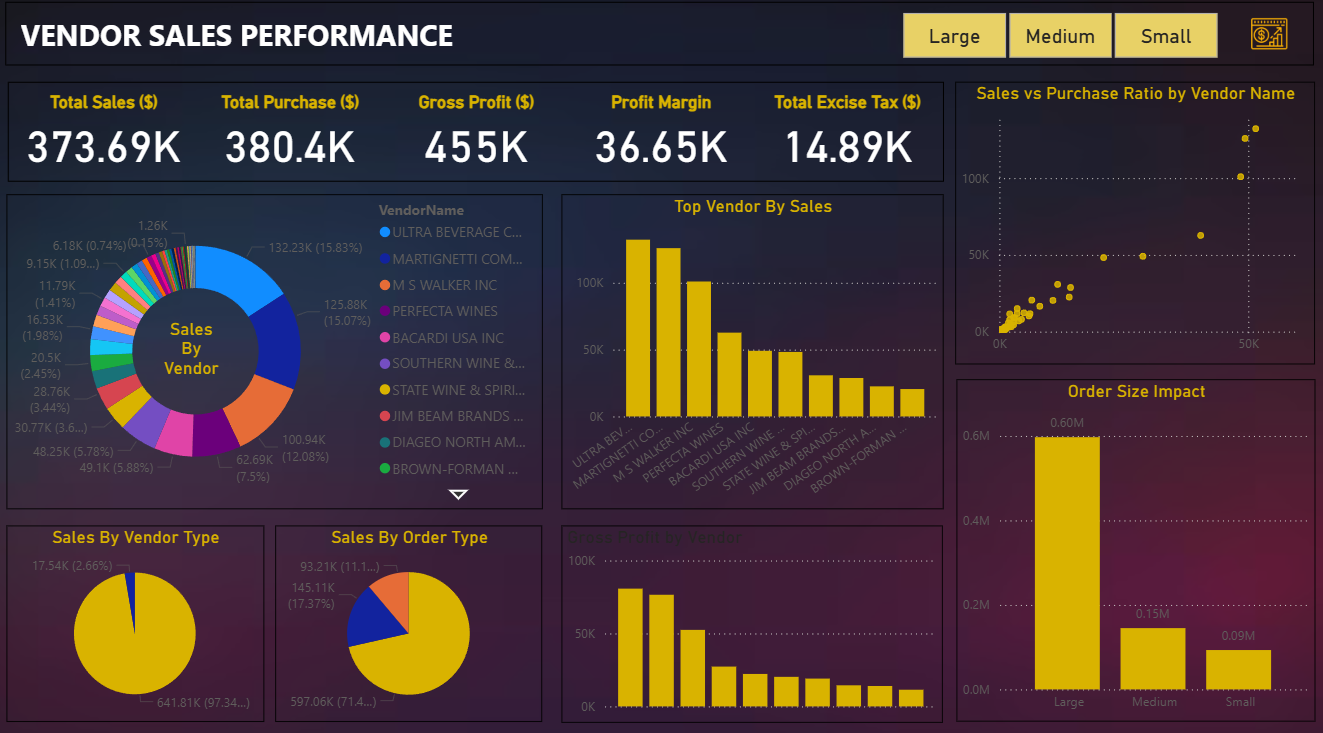 VENDOR SALES PERFORMANCE
Large
Medium
Small
Total Sales ($)
373.69K
Total Purchase ($)
380.4K
Gross Profit ($)
455K
Profit Margin
36.65K
Total Excise Tax ($)
14.89K
Sales vs Purchase Ratio by Vendor Name
100K
50K
0K
0K
50K
Sales
By
Vendor
132.23K (15.83%)
125.88K
(15.07%)
100.94K
(12.08%)
62.69K
(7.5%)
49.1K (5.88%)
48.25K (5.78%)
30.77K (3.6...)
28.76K
(3.44%)
20.5K
(2.45%)
16.53K
(1.98%)
11.79K
(1.41%)
9.15K (1.09...)
6.18K (0.74%)
1.26K
(0.15%)
VendorName
ULTRA BEVERAGE C...
MARTIGNETTI COM...
M S WALKER INC
PERFECTA WINES
BACARDI USA INC
SOUTHERN WINE &...
STATE WINE & SPIRI...
JIM BEAM BRANDS ...
DIAGEO NORTH AM...
BROWN-FORMAN ...
Top Vendor By Sales
100K
50K
0K
ULTRA BEV...
MARTIGNETTI CO...
M S WALKER INC
PERFECTA WINES
BACARDI USA INC
SOUTHERN WINE ...
STATE WINE & SPI...
JIM BEAM BRANDS...
DIAGEO NORTH A...
BROWN-FORMAN ...
Order Size Impact
0.6M
0.4M
0.2M
0.0M
0.60M
0.15M
0.09M
Large
Medium
Small
Sales By Vendor Type
17.54K (2.66%)
641.81K (97.34...)
Sales By Order Type
93.21K (11.1...)
145.11K
(17.37%)
597.06K (71.4...)
Gross Profit by Vendor
100K
50K
0K